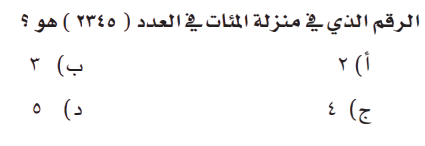 الرقم الذي في منزلة المئات في العدد ( ٢٣٤٥ ) هو ؟
أ) ٢ ب) ٣
ج) ٤ د) ٥